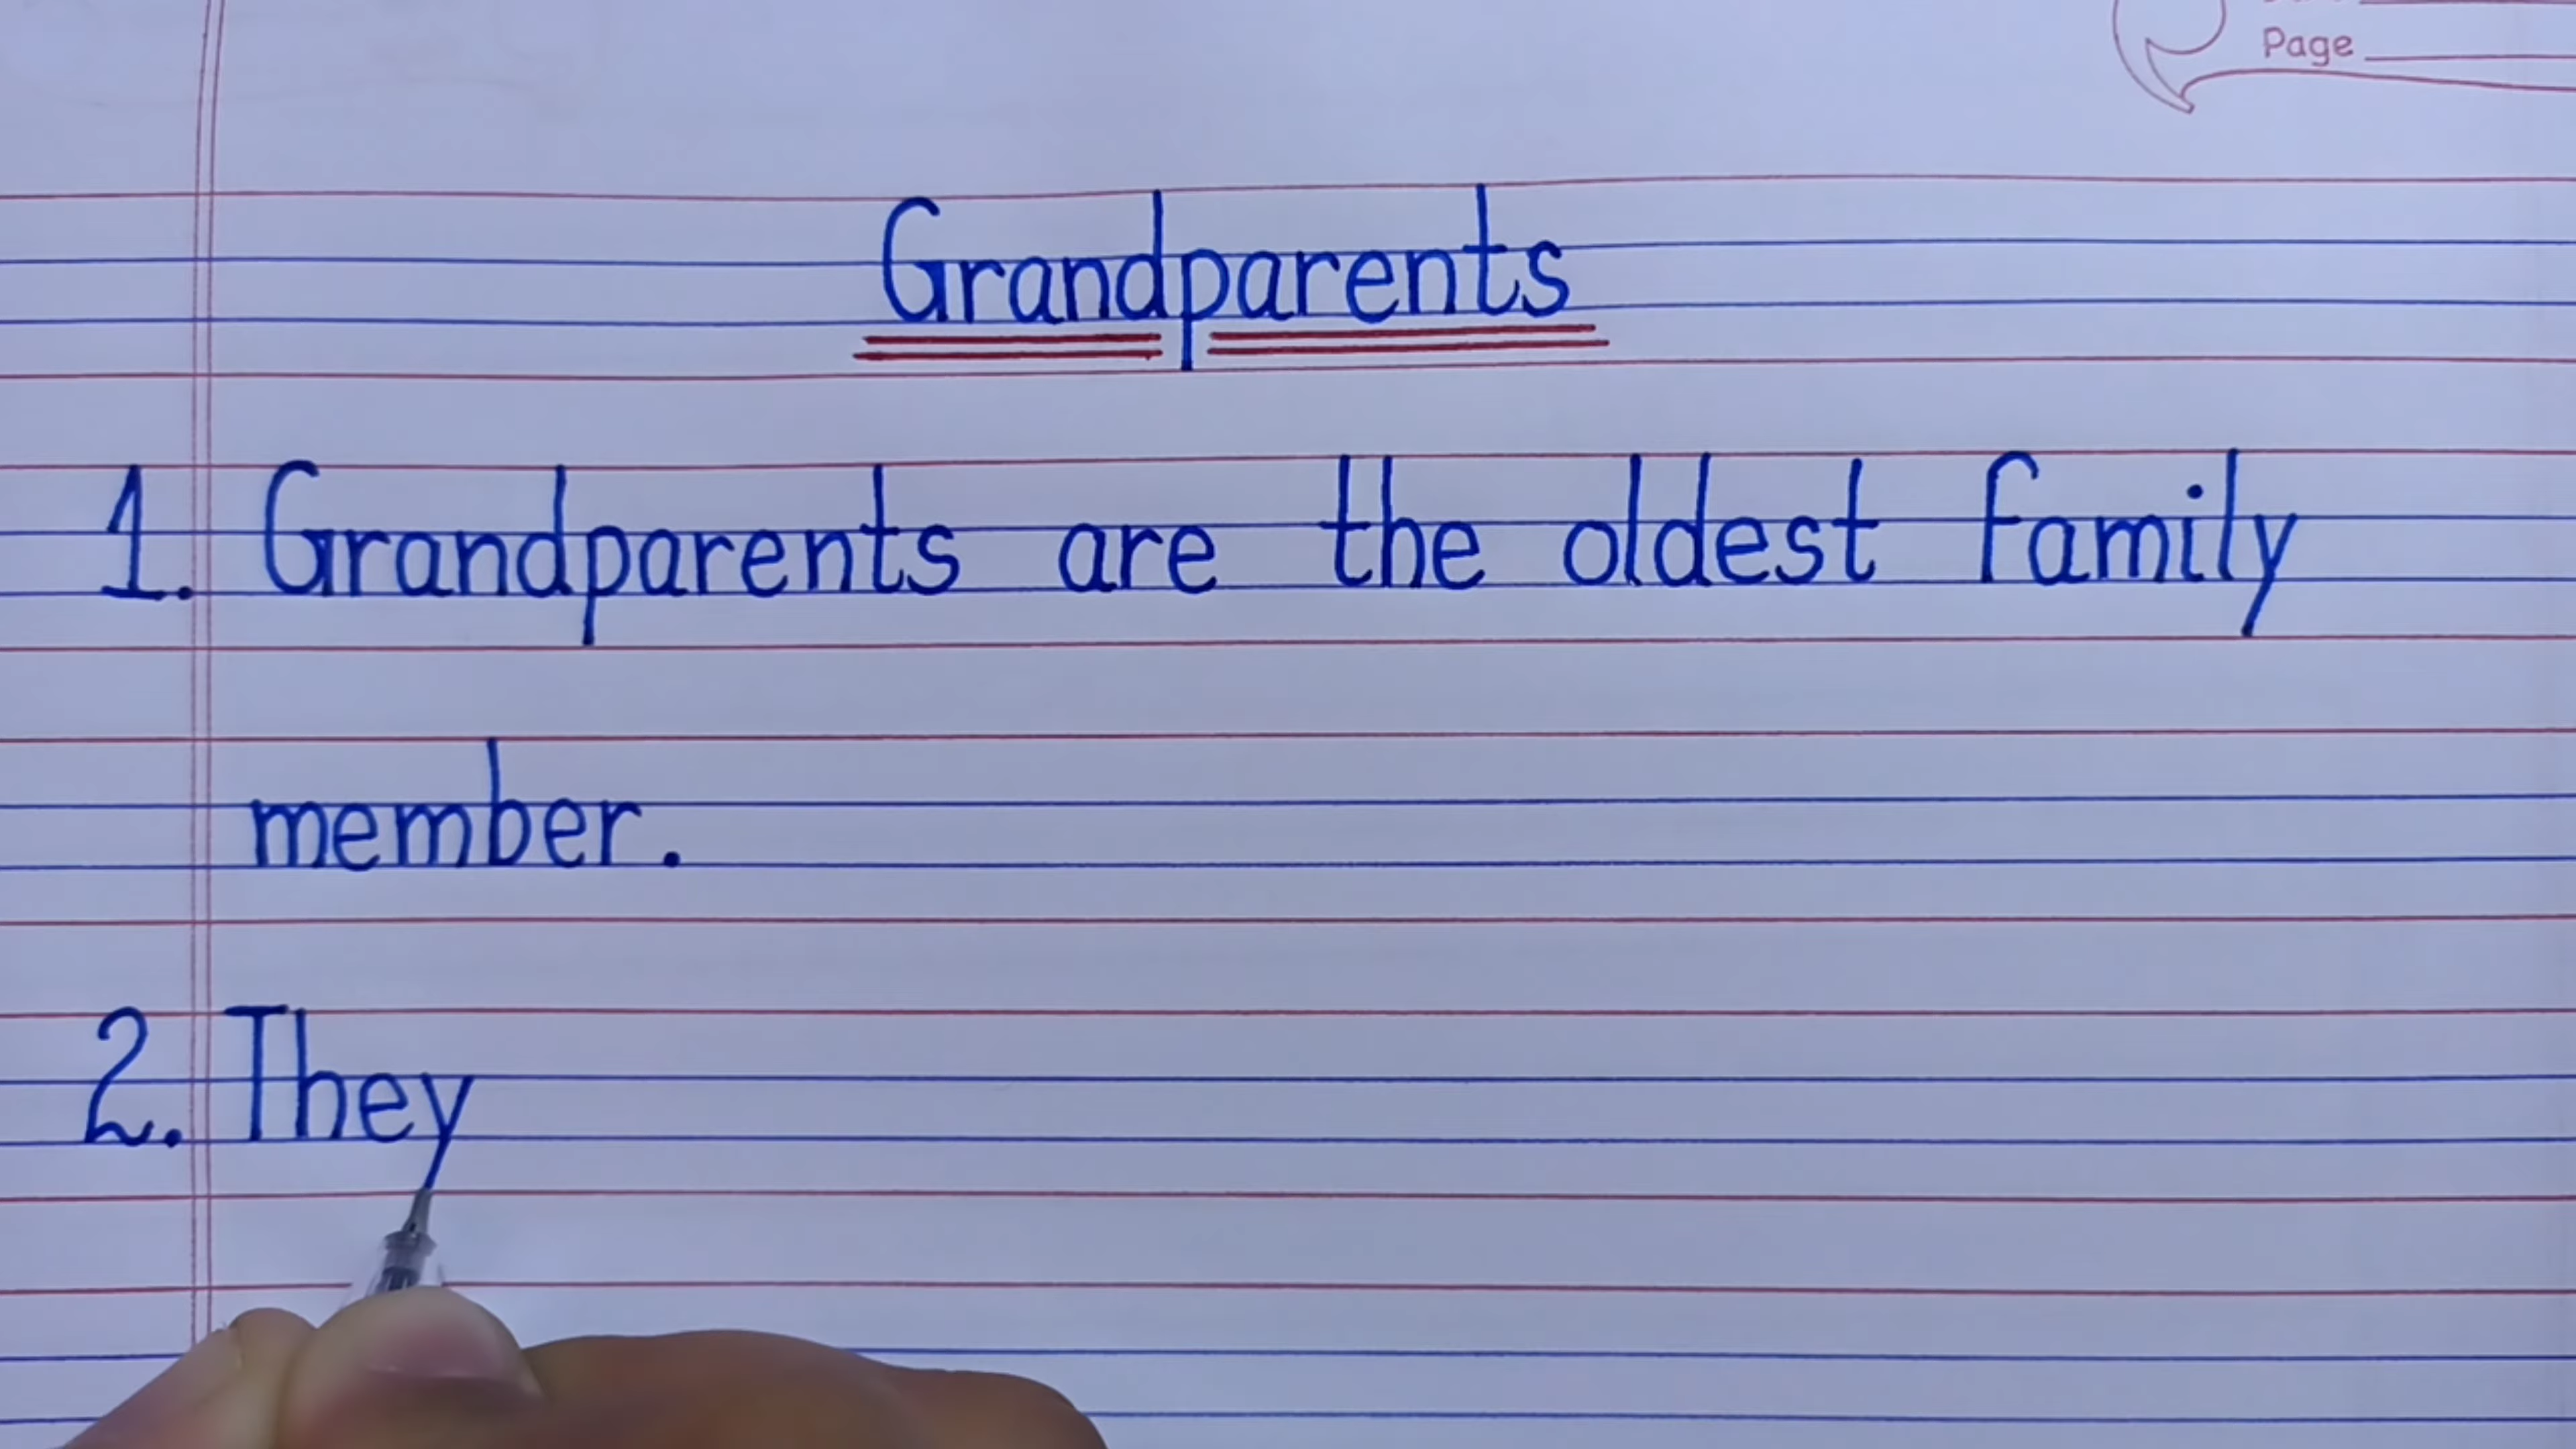 Page
Grandparents
1. Grandparents are the oldest family
member.
2. They